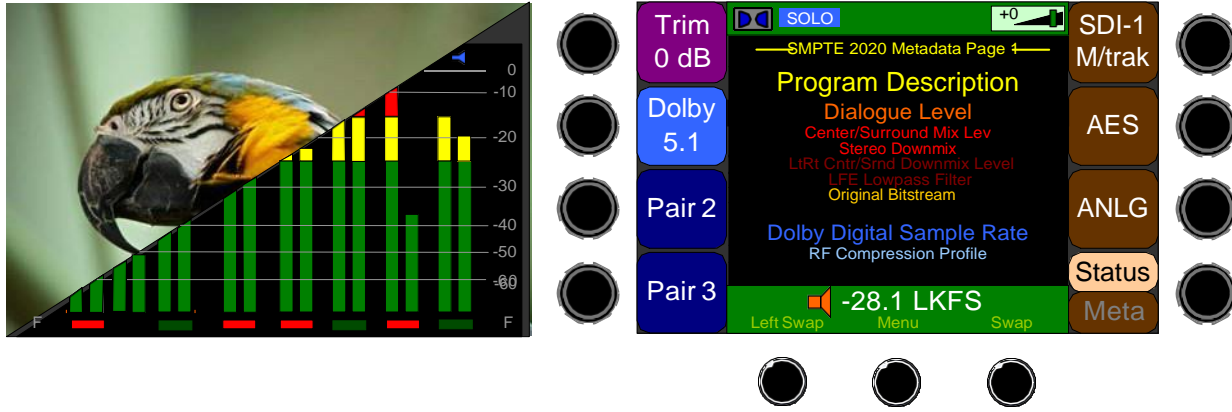 0
-10
-20
-30
-40
-50
-60
F
F
Trim
0 dB
Dolby
5.1
Pair 2
Pair 3
SOLO
+0
SMPTE 2020 Metadata Page 1
Program Description
Dialogue Level
Center/Surround Mix Lev
Stereo Downmix
LtRt Cntr/Srnd Downmix Level
LFE Lowpass Filter
Original Bitstream
Dolby Digital Sample Rate
RF Compression Profile
-28.1 LKFS
Left Swap Menu Swap
SDI-1
M/trak
AES
ANLG
Status
Meta